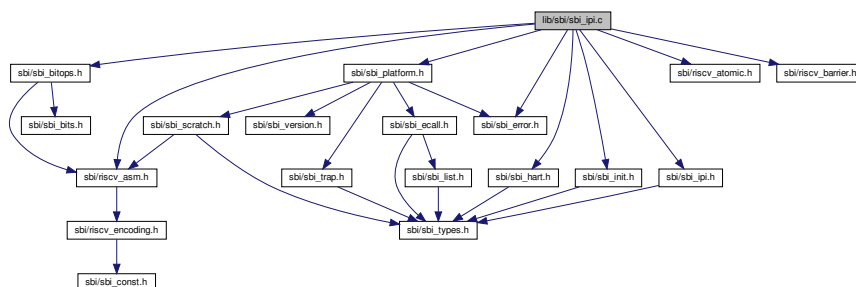 lib/sbi/sbi_ipi.c
sbi/sbi_bitops.h
sbi/sbi_platform.h
sbi/riscv_atomic.h
sbi/riscv_barrier.h
sbi/sbi_bits.h
sbi/sbi_scratch.h
sbi/sbi_version.h
sbi/sbi_ecall.h
sbi/sbi_error.h
sbi/riscv_asm.h
sbi/sbi_trap.h
sbi/sbi_list.h
sbi/sbi_hart.h
sbi/sbi_init.h
sbi/sbi_ipi.h
sbi/riscv_encoding.h
sbi/sbi_types.h
sbi/sbi_const.h